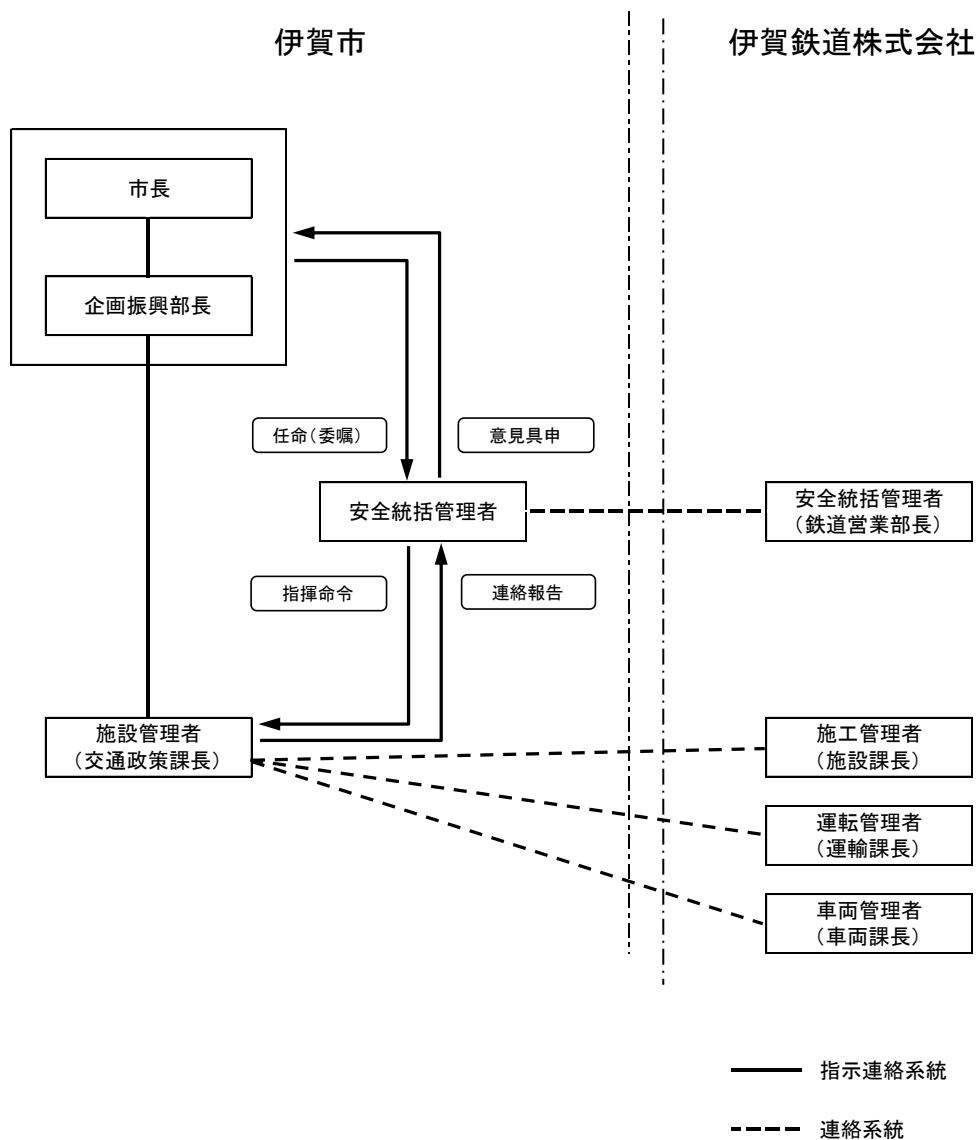 伊賀市
伊賀鉄道株式会社
市長
企画振興部長
任命（委嘱）
意見具申
安全統括管理者
安全統括管理者
（鉄道営業部長）
指揮命令
連絡報告
施設管理者
（交通政策課長）
施工管理者
（施設課長）
運転管理者
（運輸課長）
車両管理者
（車両課長）
指示連絡系統
連絡系統